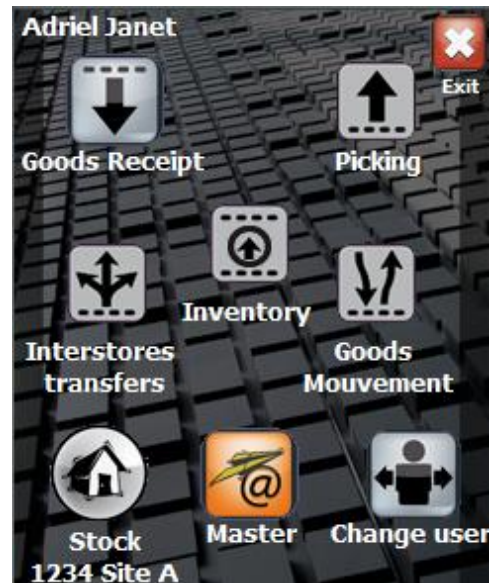 Adriel Janet
Exit
Goods Receipt
Picking
Inventory
Interstores
transfers
Goods
Mouvement
Stock
1234 Site A
@
Master
Change user